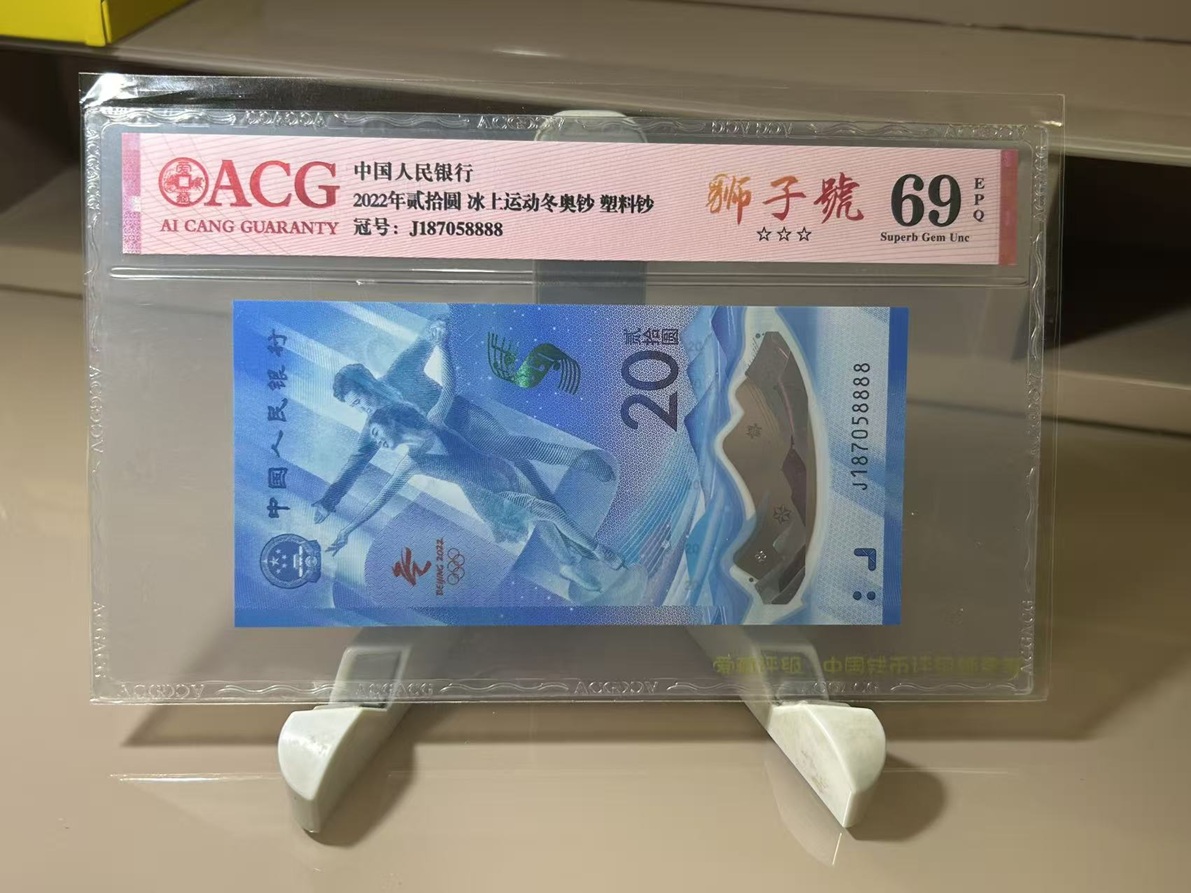 ACG
AI CANG GUARANTY
中国人民银行
2022年贰拾圆 冰上运动冬奥钞 塑料钞
冠号：J187058888
狮子號
☆☆☆
69
EPQ
Superb Gem Unc
中国人民银行
BEIJING 2022
贰拾圆
20
J187058888